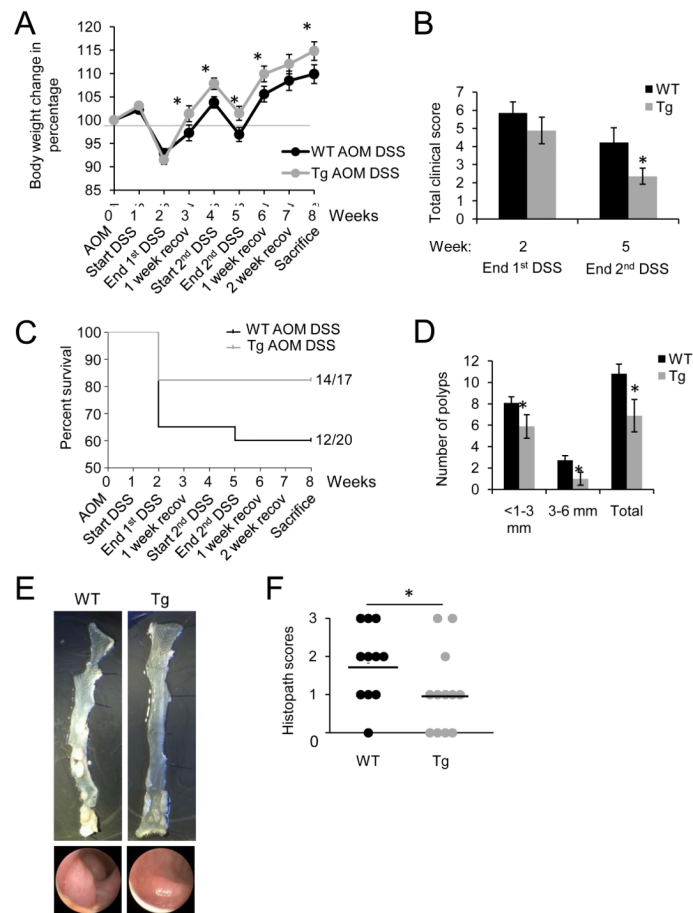 A
Body weight change in
percentage
120
115
110
105
100
95
90
85
*
*
*
*
*
WT AOM DSS
Tg AOM DSS
0 1 2 3 4 5 6 7 8 Weeks
AOM
Start DSS
End 1st DSS
1 week recov
Start 2nd DSS
End 2nd DSS
1 week recov
2 week recov
Sacrifice
B
Total clinical score
7
6
5
4
3
2
1
0
WT
Tg
*
Week: 2 5
End 1st DSS End 2nd DSS
C
Percent survival
100
90
80
70
60
50
WT AOM DSS
Tg AOM DSS
14/17
12/20
0 1 2 3 4 5 6 7 8 Weeks
AOM
Start DSS
End 1st DSS
1 week recov
Start 2nd DSS
End 2nd DSS
1 week recov
2 week recov
Sacrifice
D
Number of polyps
12
10
8
6
4
2
0
WT
Tg
*
*
*
<1-3 3-6 mm Total
mm
E
WT Tg
F
Histopath scores
3
2
1
0
*
WT Tg